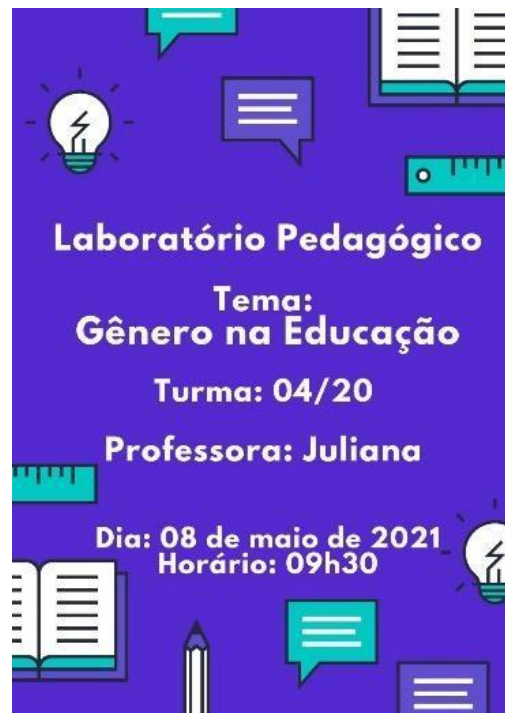 Laboratório Pedagógico
Tema:
Gênero na Educação
Turma: 04/20
Professora: Juliana
Dia: 08 de maio de 2021
Horário: 09h30